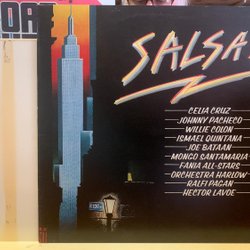 SALSA
CELIA CRUZ
JOHNNY PACHECO
WILLIE COLON
ISMAEL QUINTANA
JOE BATAAN
MONGO SANTAMARIA
FANIA ALL-STARS
ORCHESTRA HARLOW
RALFI PAGAN
HECTOR LAVOE